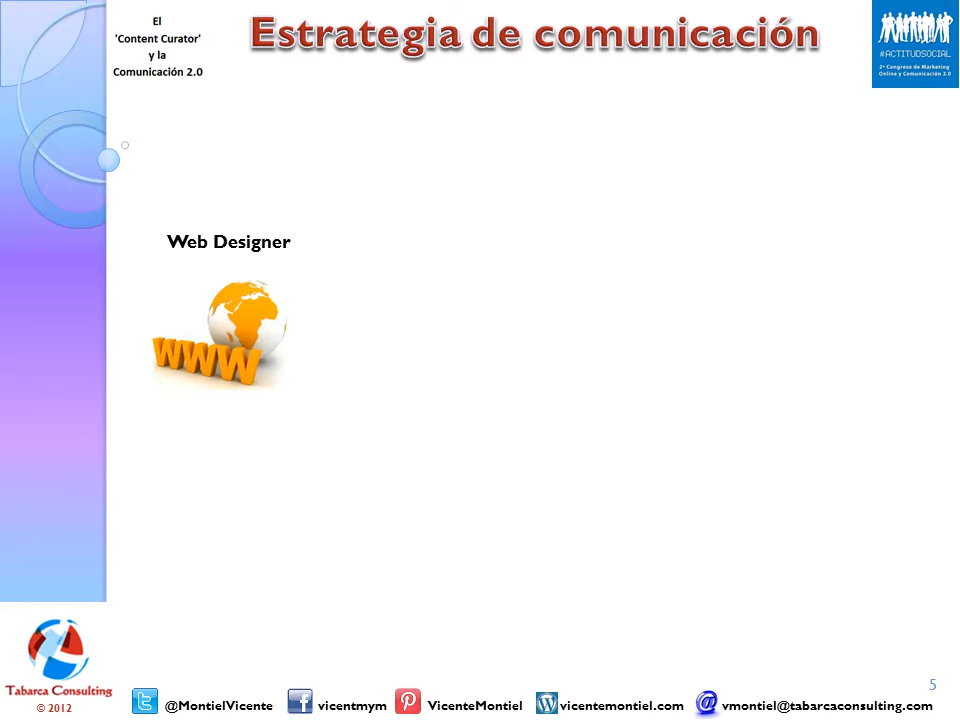 El
'Content Curator'
y la
Comunicación 2.0
Estrategia de comunicación
#ACTITUDSOCIAL
2º Congreso de Marketing
Online y Comunicación 2.0
Web Designer
WWW
Tabarca Consulting
© 2012
@MontielVicente
vicentmym
VicenteMontiel
vicentemontiel.com
vmontiel@tabarcaconsulting.com
5